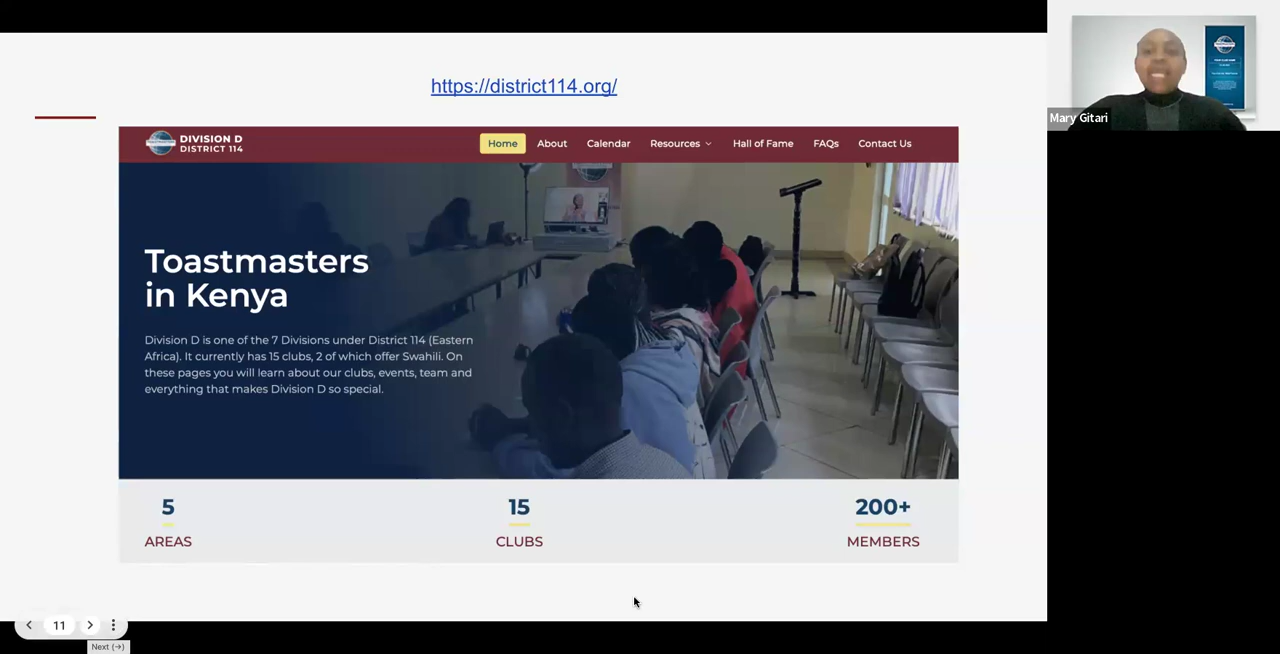 https://district114.org/
DIVISION D
DISTRICT 114
Home
About
Calendar
Resources
Hall of Fame
FAQs
Contact Us
Toastmasters
in Kenya
Division D is one of the 7 Divisions under District 114 (Eastern
Africa). It currently has 15 clubs, 2 of which offer Swahili. On
these pages you will learn about our clubs, events, team and
everything that makes Division D so special.
5
AREAS
15
CLUBS
200+
MEMBERS
11
Next (→)
Mary Gitari